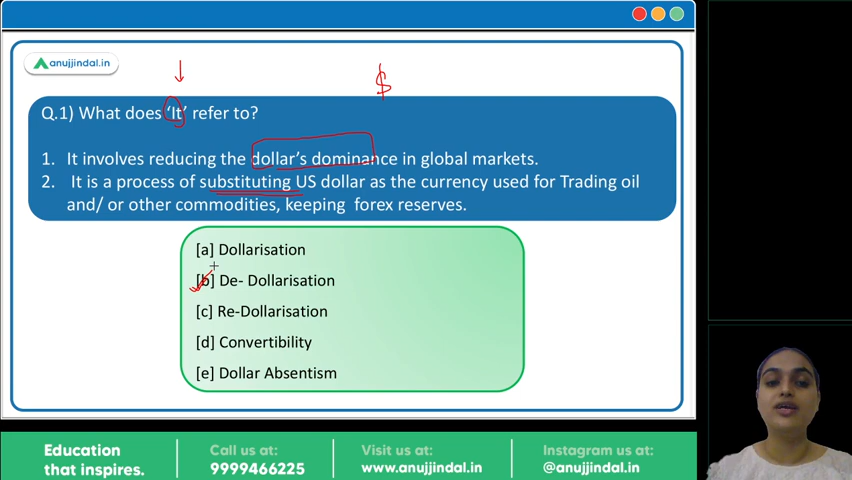 anujjindal.in
$
Q.1) What does ‘It’ refer to?
1. It involves reducing the dollar’s dominance in global markets.
2. It is a process of substituting US dollar as the currency used for Trading oil
and/ or other commodities, keeping forex reserves.
[a] Dollarisation
[b] De- Dollarisation
[c] Re-Dollarisation
[d] Convertibility
[e] Dollar Absentism
Education
that inspires.
Call us at:
9999466225
Visit us at:
www.anujjindal.in
Instagram us at:
@anujjindal.in